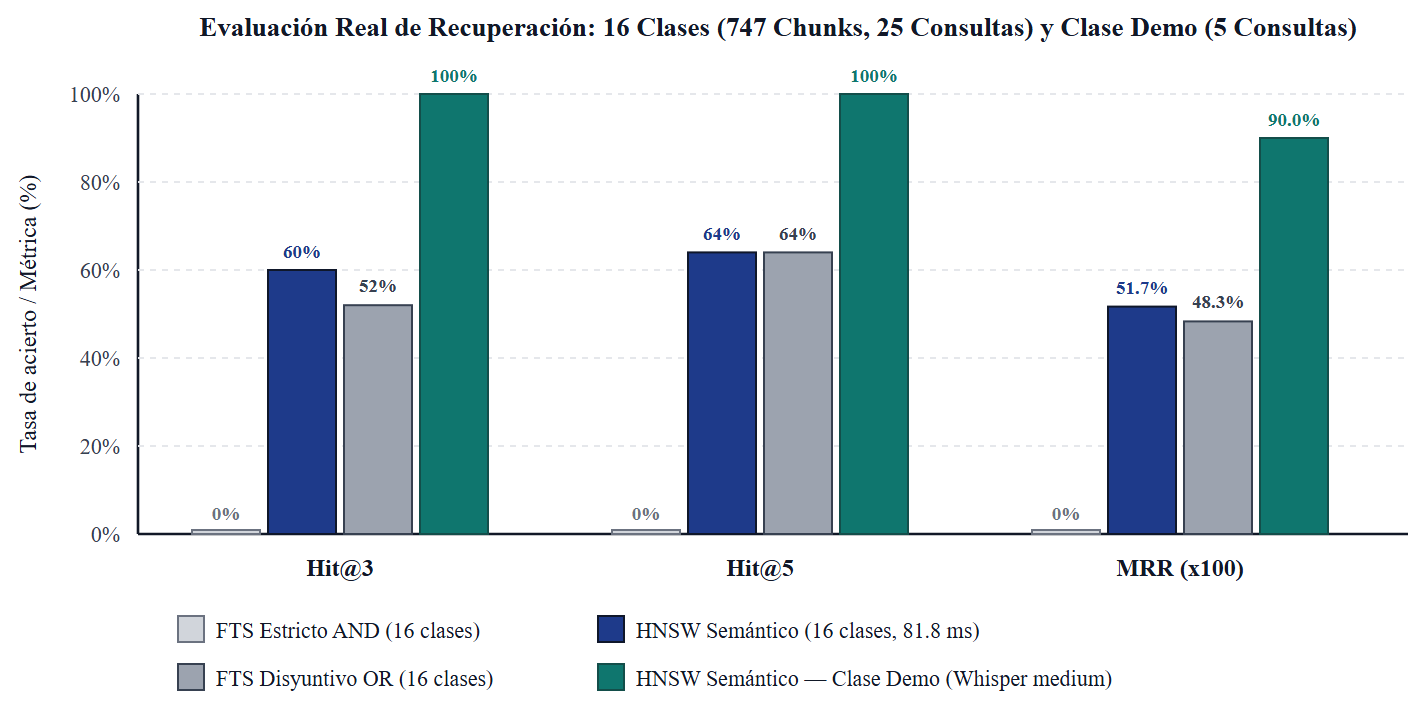 Evaluación Real de Recuperación: 16 Clases (747 Chunks, 25 Consultas) y Clase Demo (5 Consultas)
Tasa de acierto / Métrica (%)
100%
80%
60%
40%
20%
0%
0%
60%
52%
100%
0%
64%
64%
100%
0%
51.7%
48.3%
90.0%
Hit@3
Hit@5
MRR (x100)
FTS Estricto AND (16 clases)
HNSW Semántico (16 clases, 81.8 ms)
FTS Disyuntivo OR (16 clases)
HNSW Semántico — Clase Demo (Whisper medium)